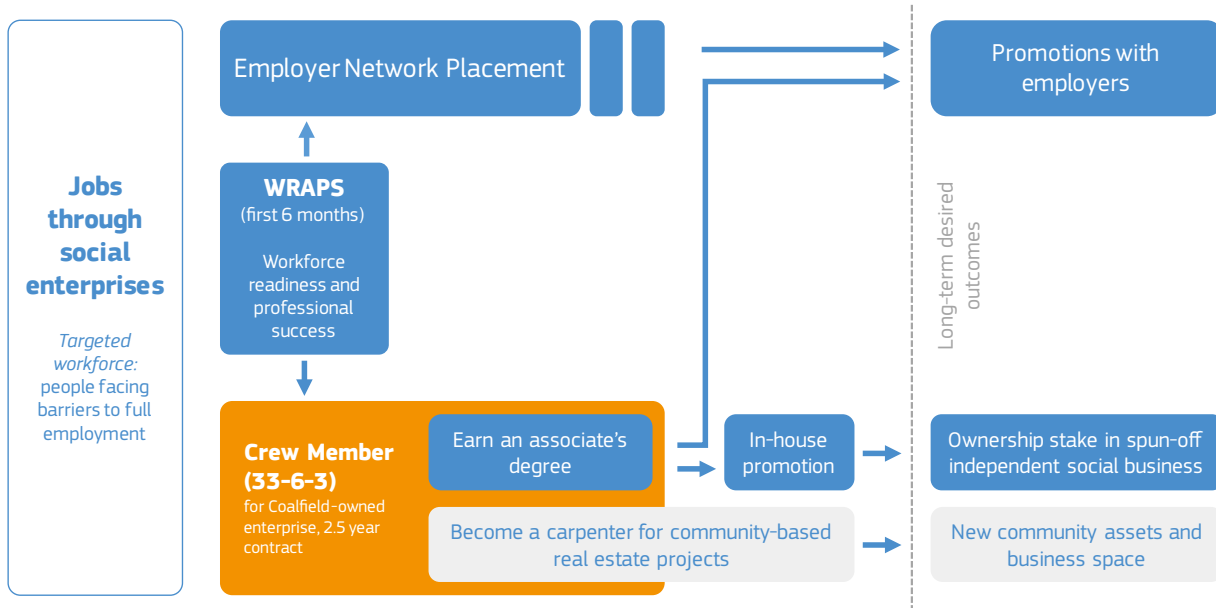 Jobs
through
social
enterprises
Targeted
workforce:
people facing
barriers to full
employment
Employer Network Placement
WRAPS
(first 6 months)
Workforce
readiness and
professional
success
Crew Member
(33-6-3)
for Coalfield-owned
enterprise, 2.5 year
contract
Earn an associate's
degree
Become a carpenter for community-based
real estate projects
In-house
promotion
Long-term desired
outcomes
Promotions with
employers
Ownership stake in spun-off
independent social business
New community assets and
business space